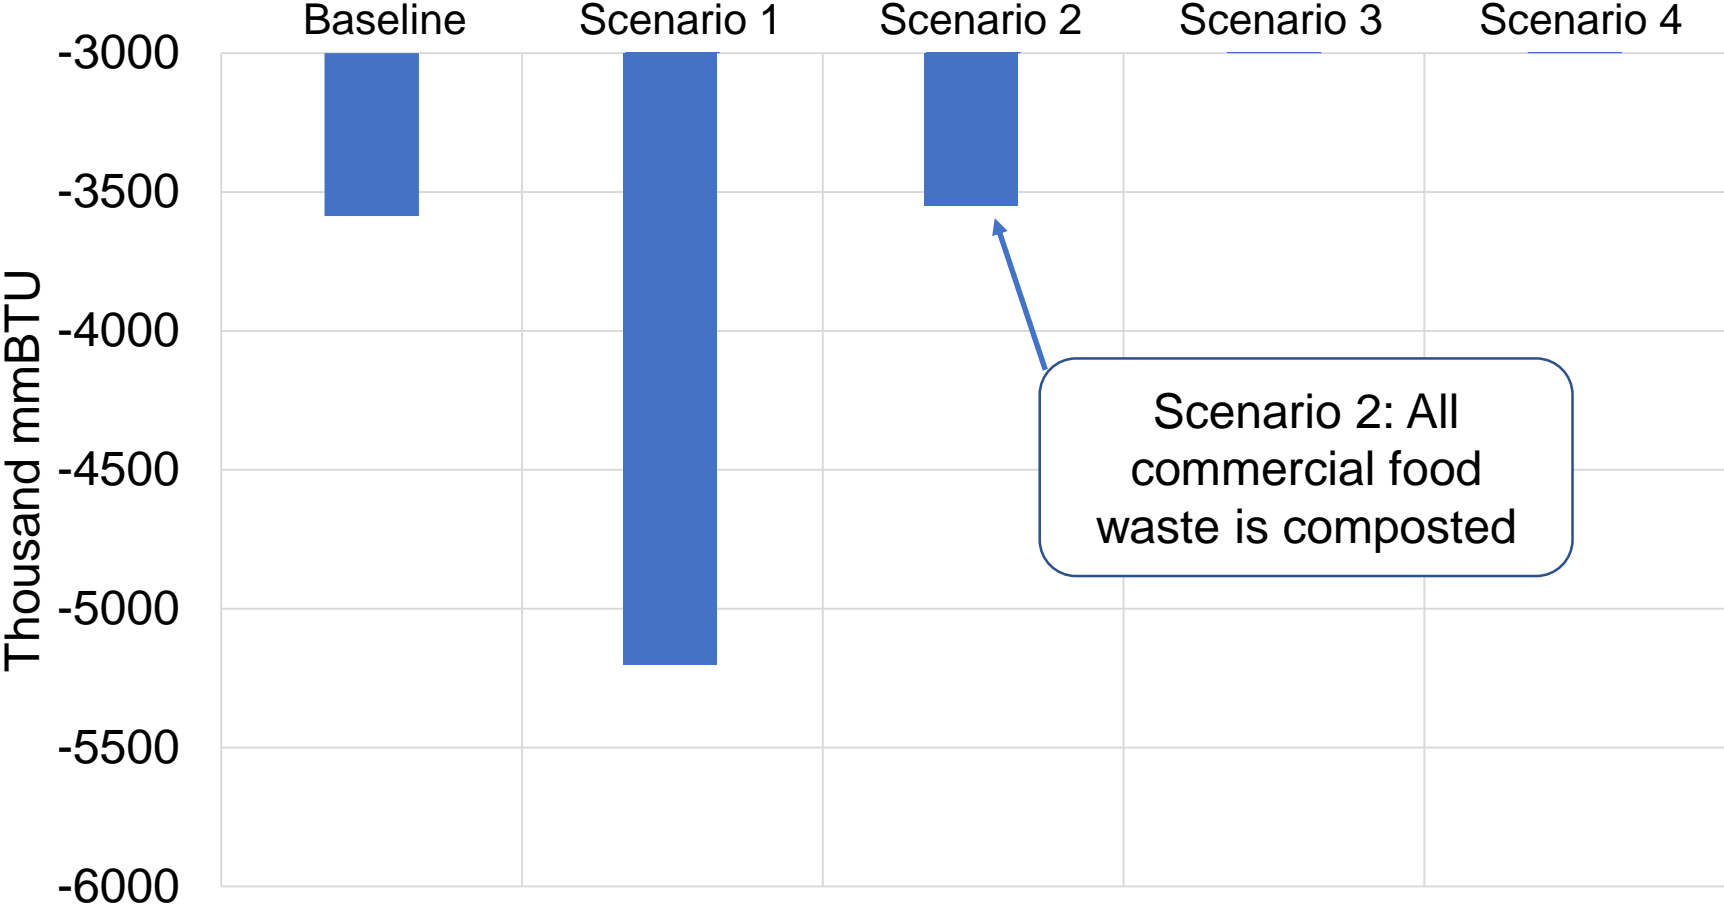 Baseline Scenario 1 Scenario 2 Scenario 3 Scenario 4
-3000
-3500
-4000
-4500
-5000
-5500
-6000
Thousand mmBTU
Scenario 2: All
commercial food
waste is composted